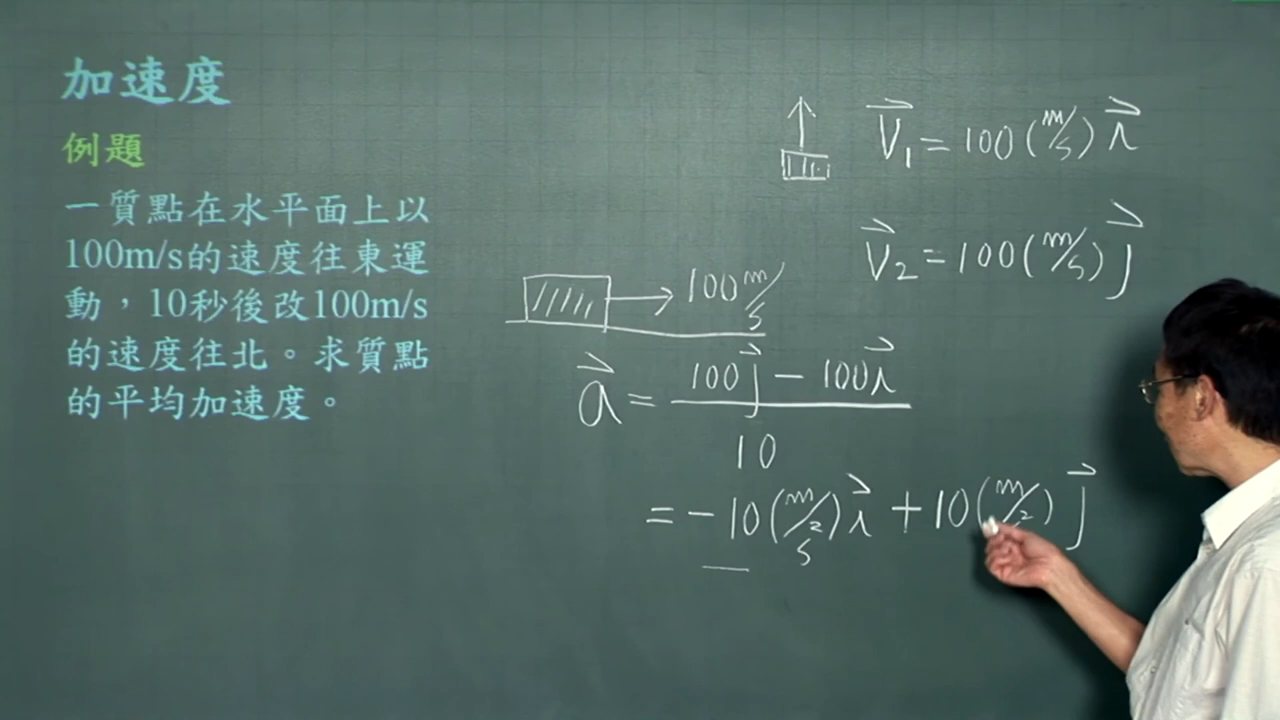 加速度
例題
一質點在水平面上以
100m/s的速度往東運
動，10秒後改100m/s
的速度往北。求質點
的平均加速度。
V₁ = 100 (m/s) i
V₂ = 100 (m/s) j
100 m/s
a = 100j − 100i
10
= −10 (m/s²) i + 10 (m/s²) j